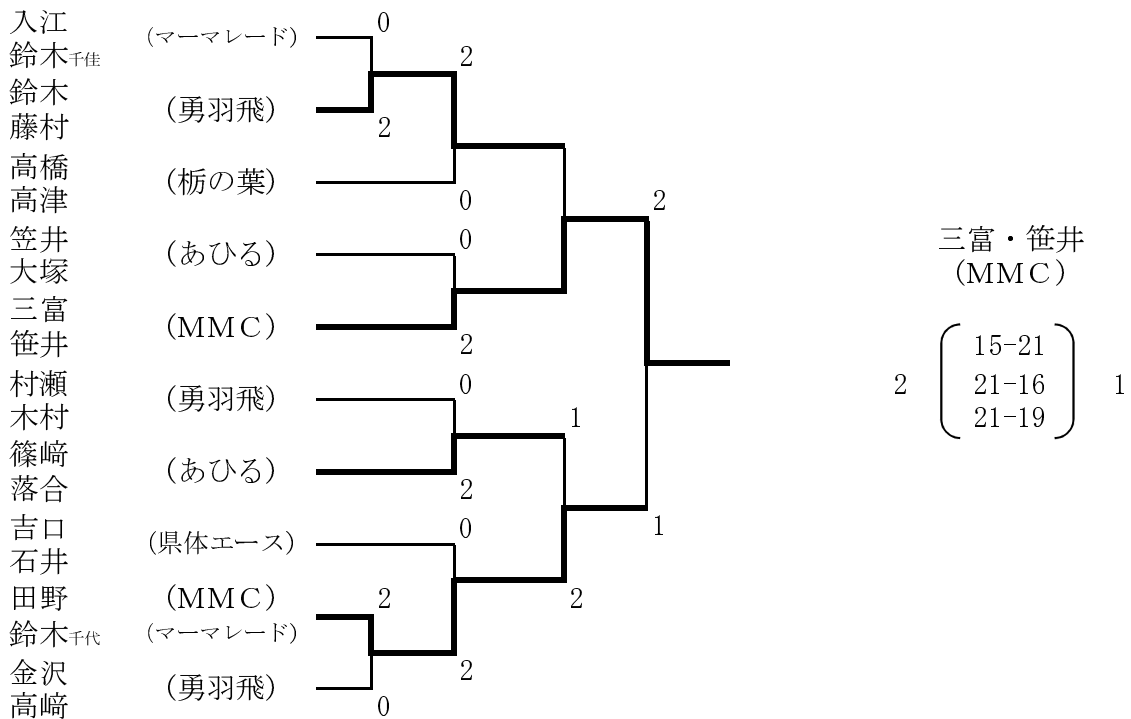 入江 (マーマレード) 0
鈴木千佳 2
鈴木
(勇羽飛)
藤村 2
高橋
(栃の葉)
高津 0 2
笠井 0 三富・笹井
(あひる)
大塚 (MMC)
三富
(MMC)
笹井 2 15-21
村瀬 0 2 21-16 1
(勇羽飛)
木村 1 21-19
篠﨑
(あひる)
落合 2
吉口 0 1
(県体エース)
石井
田野 (MMC) 2 2
鈴木千代 (マーマレード)
金沢 2
(勇羽飛)
高﨑 0